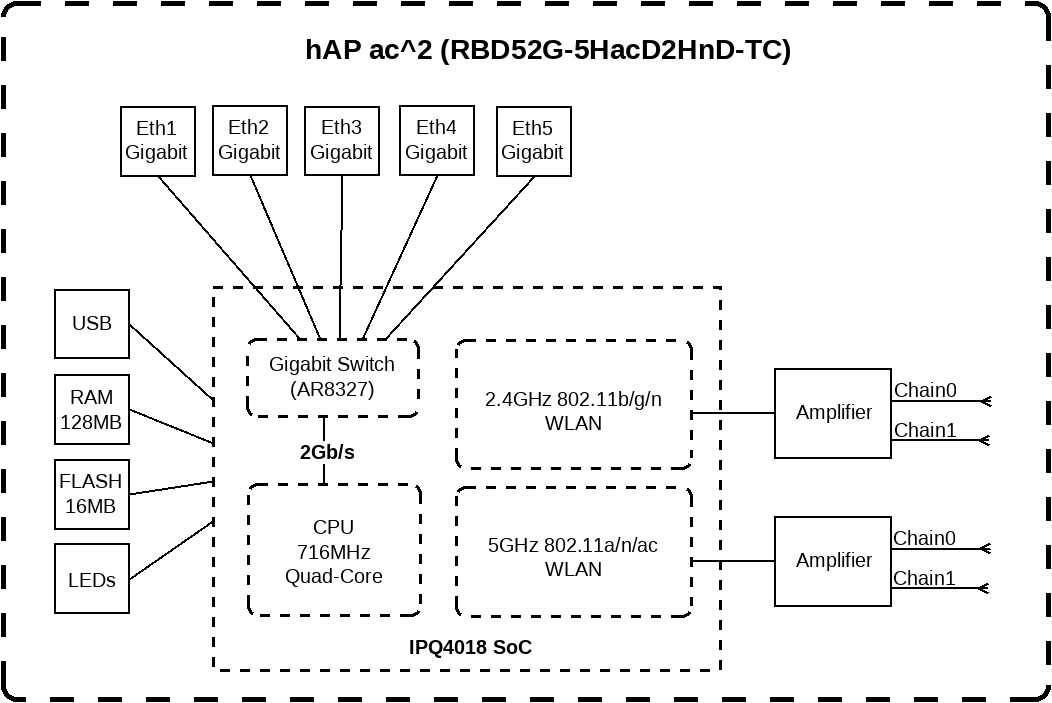 hAP ac^2 (RBD52G-5HacD2HnD-TC)
Eth1
Gigabit
Eth2
Gigabit
Eth3
Gigabit
Eth4
Gigabit
Eth5
Gigabit
USB
RAM
128MB
FLASH
16MB
LEDs
Gigabit Switch
(AR8327)
2Gb/s
CPU
716MHz
Quad-Core
2.4GHz 802.11b/g/n
WLAN
5GHz 802.11a/n/ac
WLAN
IPQ4018 SoC
Amplifier
Chain0
Chain1
Amplifier
Chain0
Chain1